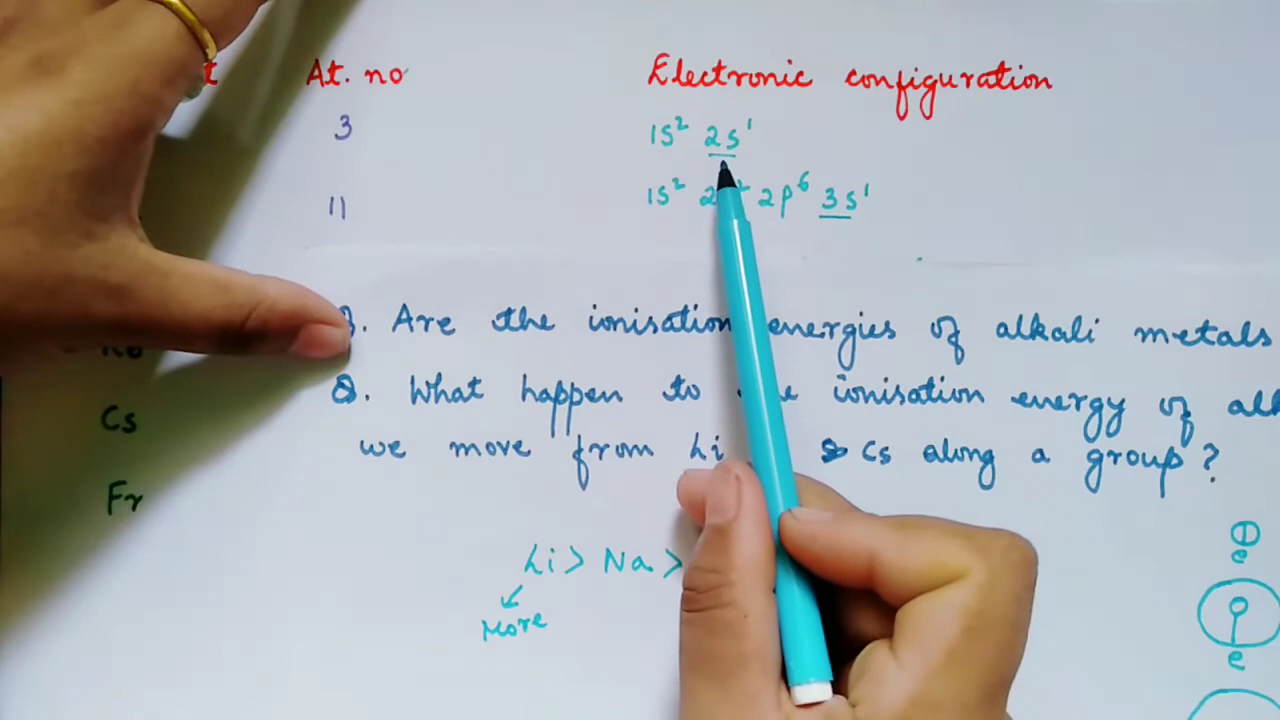 At. no Electronic configuration
3 1s² 2s¹
11 1s² 2p⁶ 3s¹
Q. Are the ionisation energies of alkali metals
Q. What happen to ionisation energy of
we move from Li Cs along a group?
Cs
Fr
Li > Na >
More
⊕
e
e